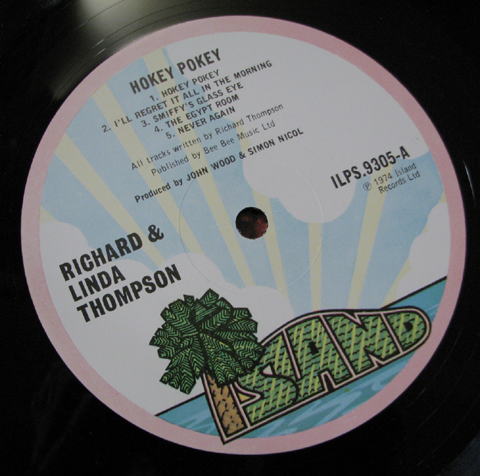 HOKEY POKEY
1. HOKEY POKEY
2. I'LL REGRET IT ALL IN THE MORNING
3. SMIFFY'S GLASS EYE
4. THE EGYPT ROOM
5. NEVER AGAIN
All tracks written by Richard Thompson
Published by Bee Bee Music Ltd
Produced by JOHN WOOD & SIMON NICOL
ILPS.9305-A
℗ 1974 Island
Records Ltd
RICHARD &
LINDA
THOMPSON
ISLAND